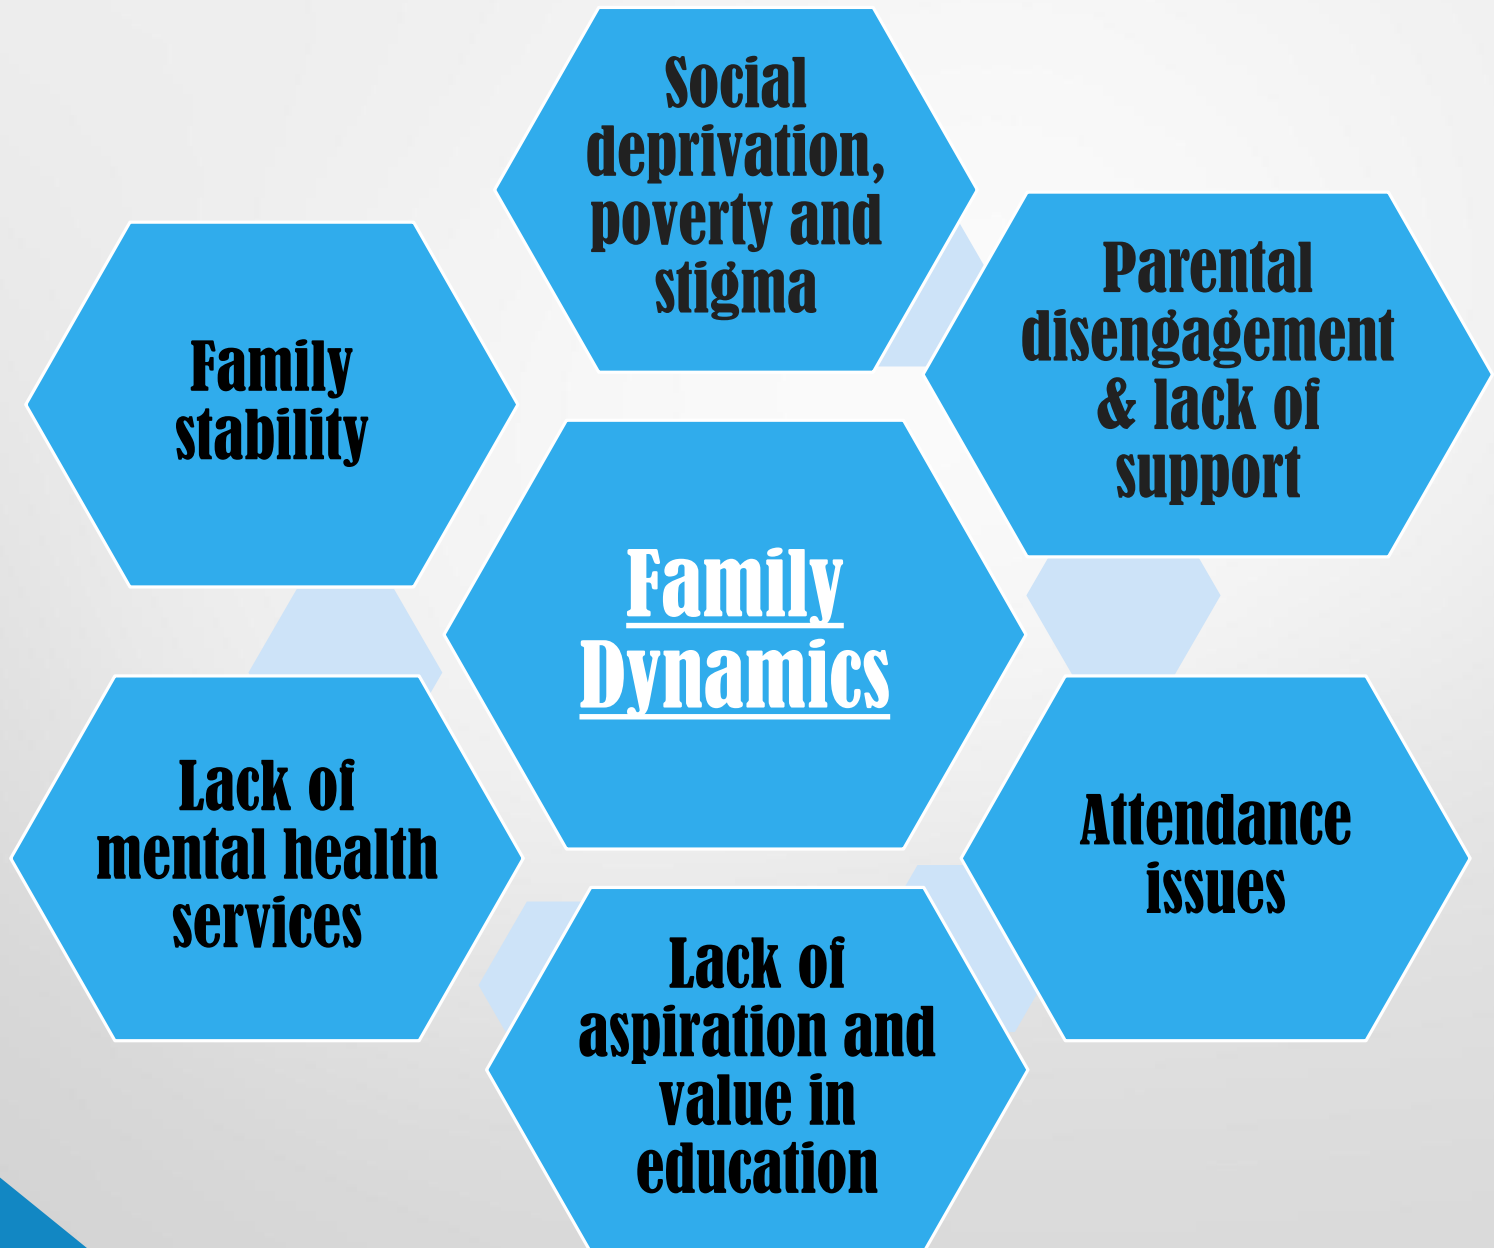 Social
deprivation,
poverty and
stigma
Parental
disengagement
& lack of
support
Family
stability
Family
Dynamics
Attendance
issues
Lack of
mental health
services
Lack of
aspiration and
value in
education